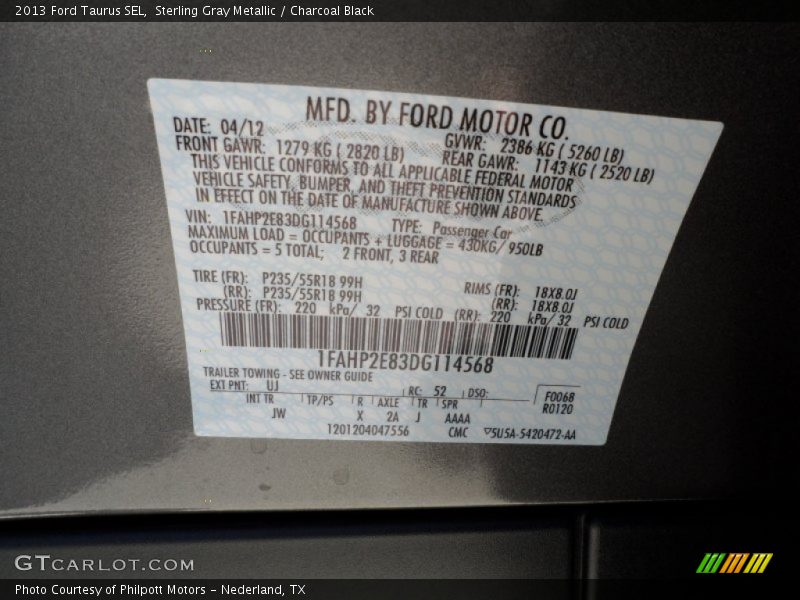 2013 Ford Taurus SEL, Sterling Gray Metallic / Charcoal Black
MFD. BY FORD MOTOR CO.
DATE: 04/12 GVWR: 2386 KG ( 5260 LB)
FRONT GAWR: 1279 KG ( 2820 LB) REAR GAWR: 1143 KG ( 2520 LB)
THIS VEHICLE CONFORMS TO ALL APPLICABLE FEDERAL MOTOR
VEHICLE SAFETY, BUMPER, AND THEFT PREVENTION STANDARDS
IN EFFECT ON THE DATE OF MANUFACTURE SHOWN ABOVE.
VIN: 1FAHP2E83DG114568 TYPE: Passenger Car
MAXIMUM LOAD = OCCUPANTS + LUGGAGE = 430KG/ 950LB
OCCUPANTS = 5 TOTAL; 2 FRONT, 3 REAR
TIRE (FR): P235/55R18 99H RIMS (FR): 18X8.0J
(RR): P235/55R18 99H (RR): 18X8.0J
PRESSURE (FR): 220 kPa/ 32 PSI COLD (RR): 220 kPa/ 32 PSI COLD
1FAHP2E83DG114568
TRAILER TOWING - SEE OWNER GUIDE
EXT PNT: UJ RC: 52 DSO: F0068
INT TR TP/PS R AXLE TR SPR R0120
JW X 2A J AAAA
1201204047556 CMC ▽5U5A-5420472-AA
GTCARLOT.COM
Photo Courtesy of Philpott Motors - Nederland, TX